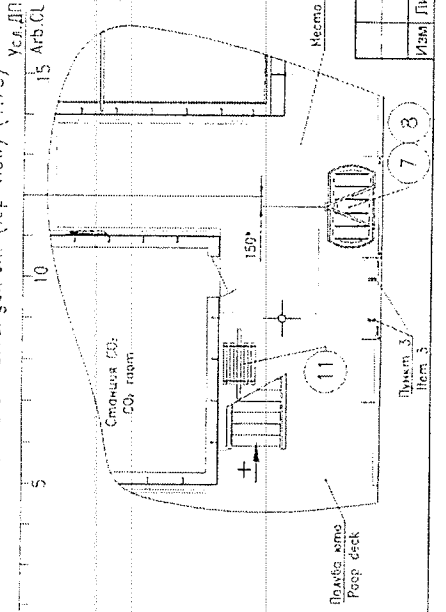 Усл.ДП
Arb.CL
5
10
15
Станция CO₂
CO₂ room
150*
Место
11
7
8
Пункт 3
Item 3
Палуба юта
Poop deck
Изм